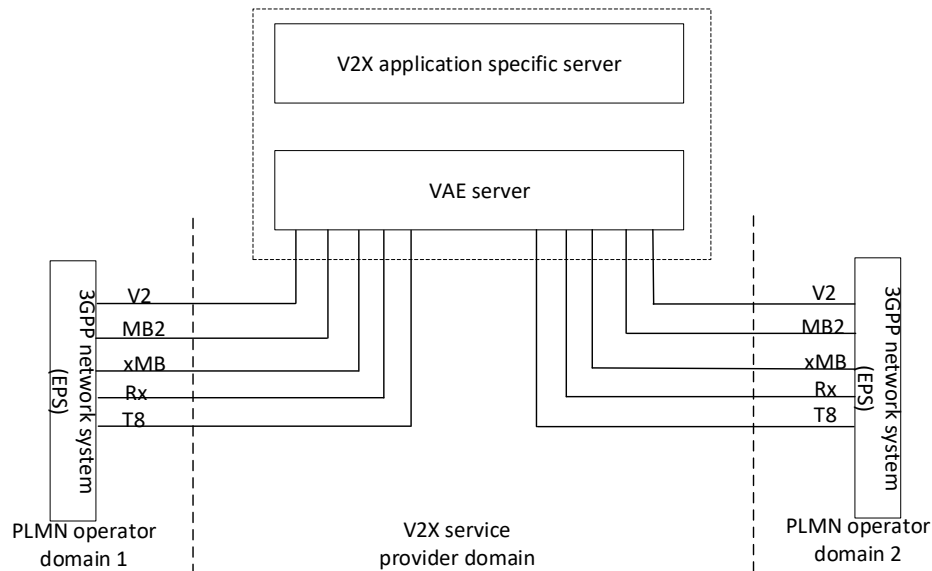 V2X application specific server
VAE server
3GPP network system
(EPS)
V2
MB2
xMB
Rx
T8
V2
MB2
xMB
Rx
T8
3GPP network system
(EPS)
PLMN operator
domain 1
V2X service
provider domain
PLMN operator
domain 2